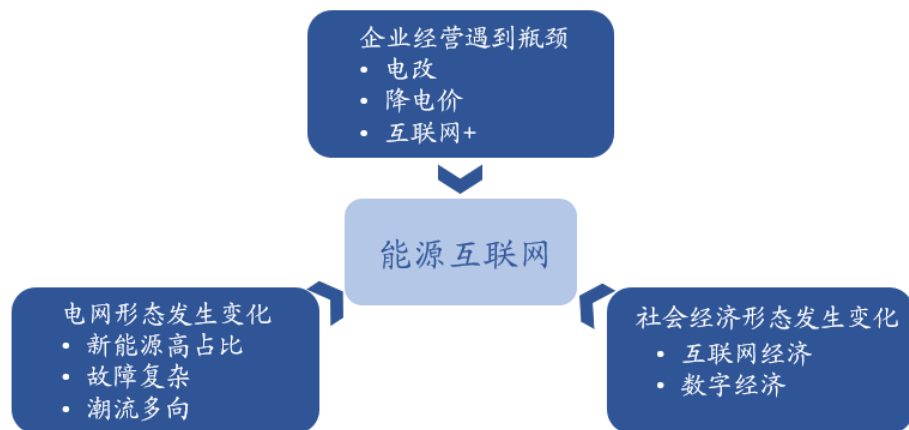 企业经营遇到瓶颈
• 电改
• 降电价
• 互联网+
能源互联网
电网形态发生变化
• 新能源高占比
• 故障复杂
• 潮流多向
社会经济形态发生变化
• 互联网经济
• 数字经济